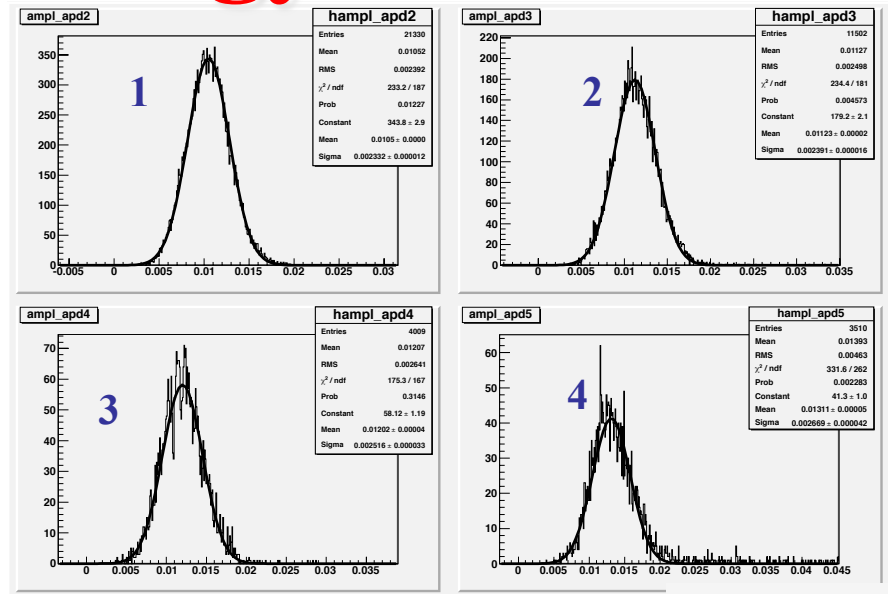 ampl_apd2
hampl_apd2
Entries 21330
Mean 0.01052
RMS 0.002392
χ² / ndf 233.2 / 187
Prob 0.01227
Constant 343.8 ± 2.9
Mean 0.0105 ± 0.0000
Sigma 0.002332 ± 0.000012
1
350
300
250
200
150
100
50
0
-0.005 0 0.005 0.01 0.015 0.02 0.025 0.03
ampl_apd3
hampl_apd3
Entries 11502
Mean 0.01127
RMS 0.002498
χ² / ndf 234.4 / 181
Prob 0.004573
Constant 179.2 ± 2.1
Mean 0.01123 ± 0.00002
Sigma 0.002391 ± 0.000016
2
220
200
180
160
140
120
100
80
60
40
20
0
0 0.005 0.01 0.015 0.02 0.025 0.03 0.035
ampl_apd4
hampl_apd4
Entries 4009
Mean 0.01207
RMS 0.002641
χ² / ndf 175.3 / 167
Prob 0.3146
Constant 58.12 ± 1.19
Mean 0.01202 ± 0.00004
Sigma 0.002516 ± 0.000033
3
70
60
50
40
30
20
10
0
0 0.005 0.01 0.015 0.02 0.025 0.03 0.035
ampl_apd5
hampl_apd5
Entries 3510
Mean 0.01393
RMS 0.00463
χ² / ndf 331.6 / 262
Prob 0.002283
Constant 41.3 ± 1.0
Mean 0.01311 ± 0.00005
Sigma 0.002669 ± 0.000042
4
60
50
40
30
20
10
0
0 0.005 0.01 0.015 0.02 0.025 0.03 0.035 0.04 0.045